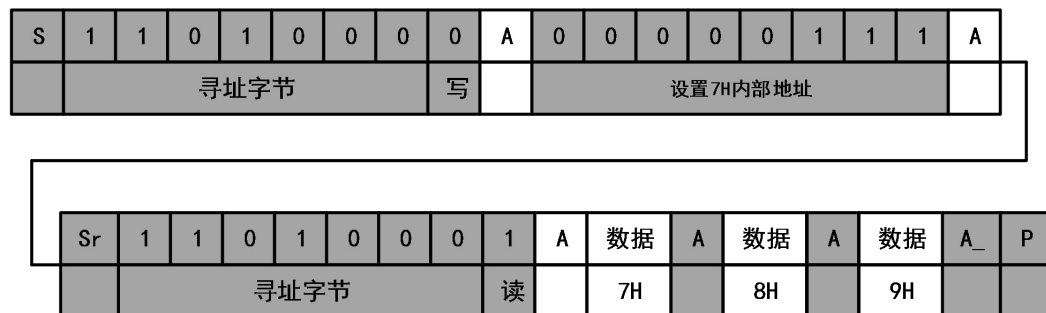 S 1 1 0 1 0 0 0 0 A 0 0 0 0 0 1 1 1 A
寻址字节 写 设置7H内部地址
Sr 1 1 0 1 0 0 0 1 A 数据 A 数据 A 数据 A_ P
寻址字节 读 7H 8H 9H